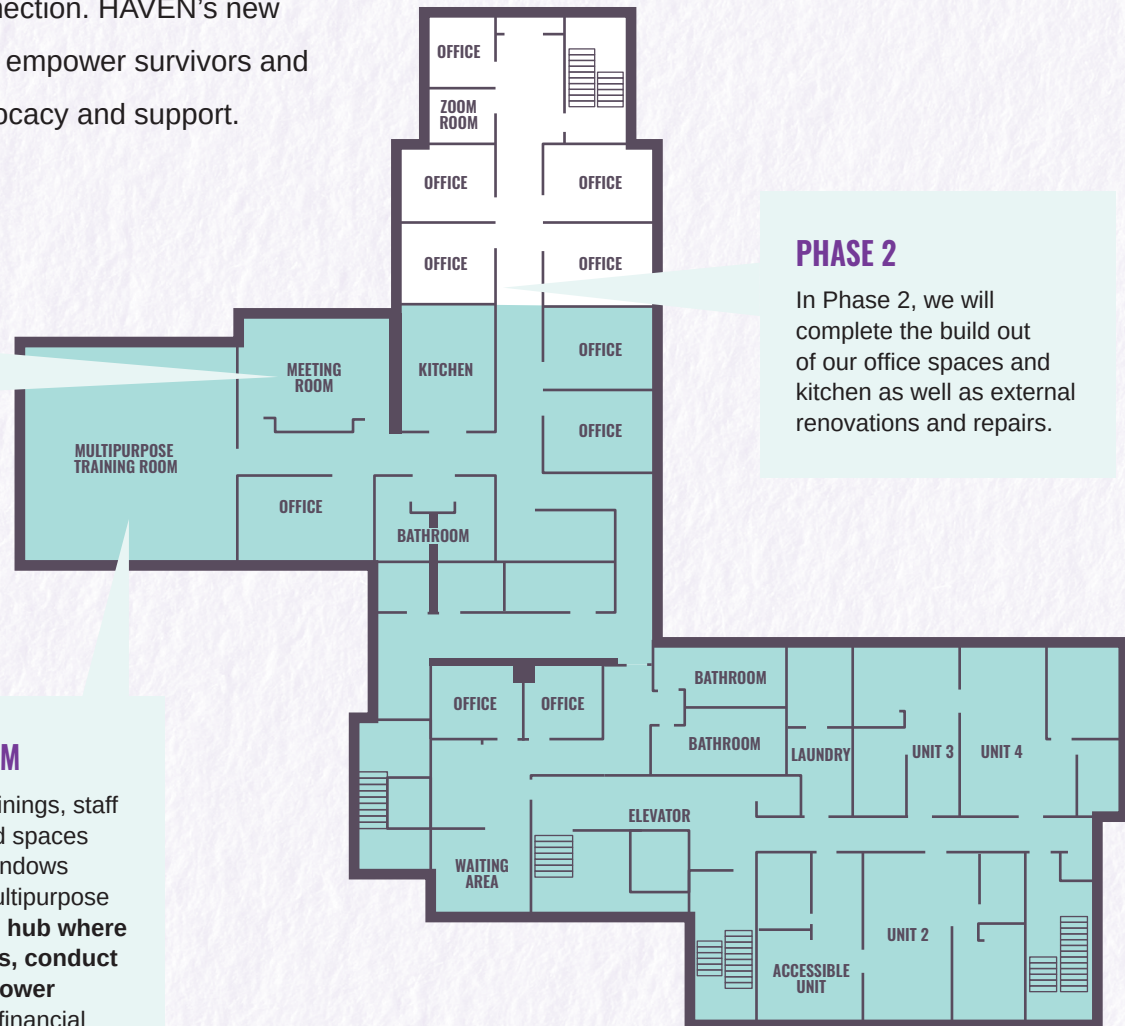 nection. HAVEN’s new
empower survivors and
ocacy and support.
OFFICE
ZOOM
ROOM
OFFICE
OFFICE
OFFICE
OFFICE
PHASE 2
In Phase 2, we will
complete the build out
of our office spaces and
kitchen as well as external
renovations and repairs.
MEETING
ROOM
KITCHEN
OFFICE
OFFICE
MULTIPURPOSE
TRAINING ROOM
OFFICE
BATHROOM
OFFICE
OFFICE
BATHROOM
BATHROOM
LAUNDRY
UNIT 3
UNIT 4
ELEVATOR
WAITING
AREA
UNIT 2
ACCESSIBLE
UNIT
M
inings, staff
d spaces
indows
ultipurpose
hub where
s, conduct
ower
financial